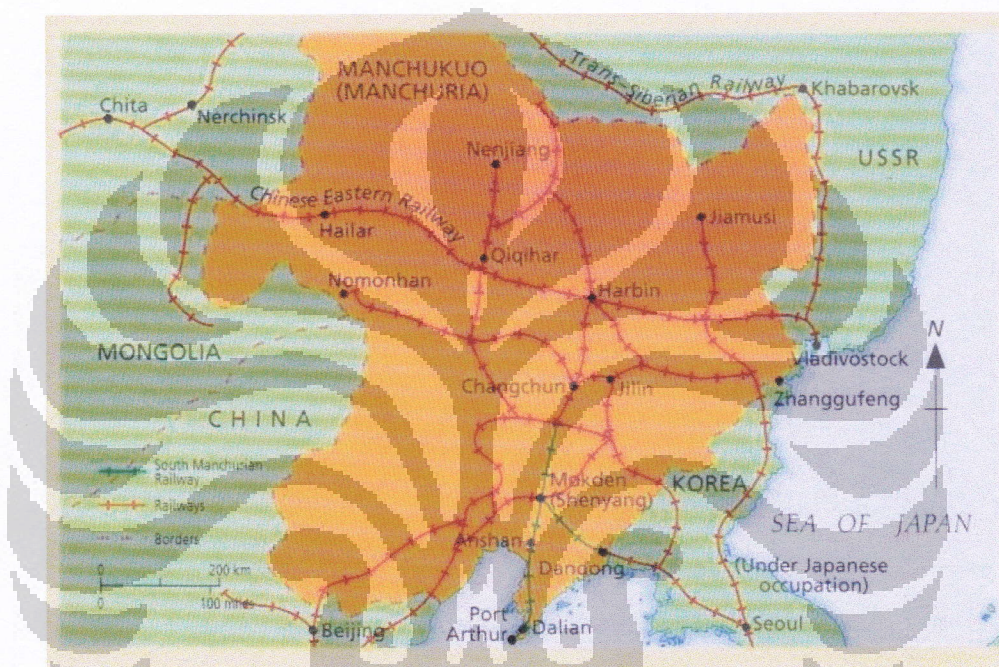 MANCHUKUO
(MANCHURIA)
Trans-Siberian Railway
Khabarovsk
Chita
Nerchinsk
USSR
Nenjiang
Chinese Eastern Railway
Hailar
Jiamusi
Qiqihar
Nomonhan
Harbin
N
MONGOLIA
Vladivostock
Changchun
Jilin
Zhanggufeng
CHINA
South Manchurian
Railway
Railways
Borders
Mukden
(Shenyang)
KOREA
SEA OF JAPAN
Anshan
Dandong
(Under Japanese
occupation)
0 200 km
0 100 miles
Port
Arthur
Dalian
Beijing
Seoul